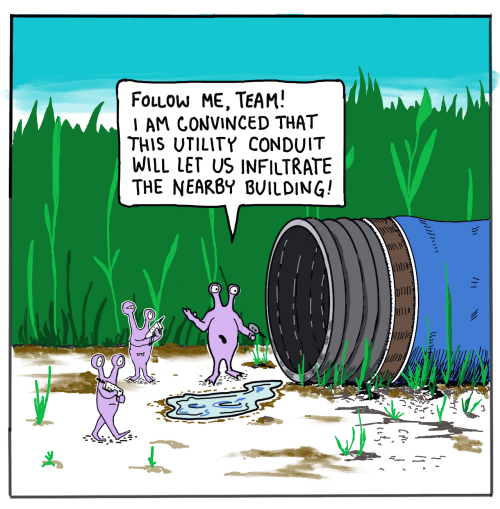 FOLLOW ME, TEAM!
I AM CONVINCED THAT
THIS UTILITY CONDUIT
WILL LET US INFILTRATE
THE NEARBY BUILDING!